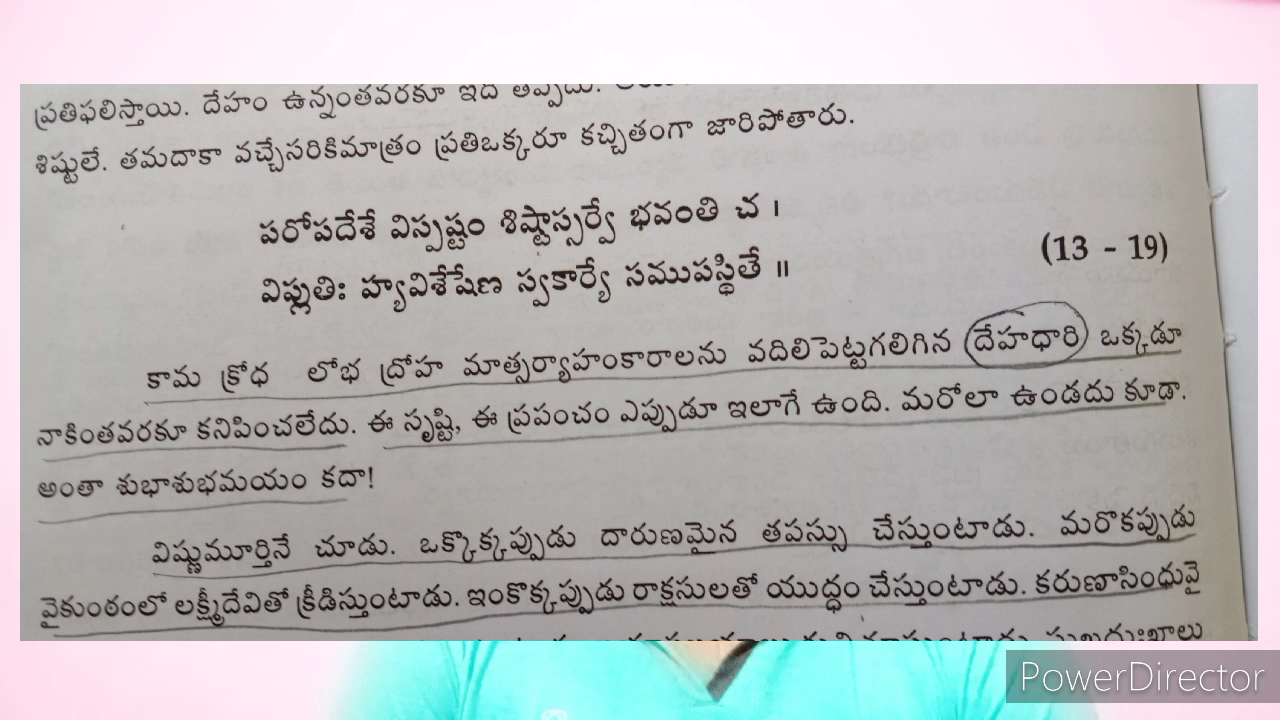 ప్రతిఫలిస్తాయి. దేహం ఉన్నంతవరకూ ఇది తప్పదు.
శిష్టులే. తమదాకా వచ్చేసరికిమాత్రం ప్రతిఒక్కరూ కచ్చితంగా జారిపోతారు.
పరోపదేశే విస్పష్టం శిష్టాస్సర్వే భవంతి చ ।
విప్లుతిః హ్యవిశేషేణ స్వకార్యే సముపస్థితే ॥ (13 - 19)
కామ క్రోధ లోభ ద్రోహ మాత్సర్యాహంకారాలను వదిలిపెట్టగలిగిన దేహధారి ఒక్కడూ
నాకింతవరకూ కనిపించలేదు. ఈ సృష్టి, ఈ ప్రపంచం ఎప్పుడూ ఇలాగే ఉంది. మరోలా ఉండదు కూడా.
అంతా శుభాశుభమయం కదా!
విష్ణుమూర్తినే చూడు. ఒక్కొక్కప్పుడు దారుణమైన తపస్సు చేస్తుంటాడు. మరొకప్పుడు
వైకుంఠంలో లక్ష్మీదేవితో క్రీడిస్తుంటాడు. ఇంకొక్కప్పుడు రాక్షసులతో యుద్ధం చేస్తుంటాడు. కరుణాసింధువై
సుఖదుఃఖాలు
PowerDirector